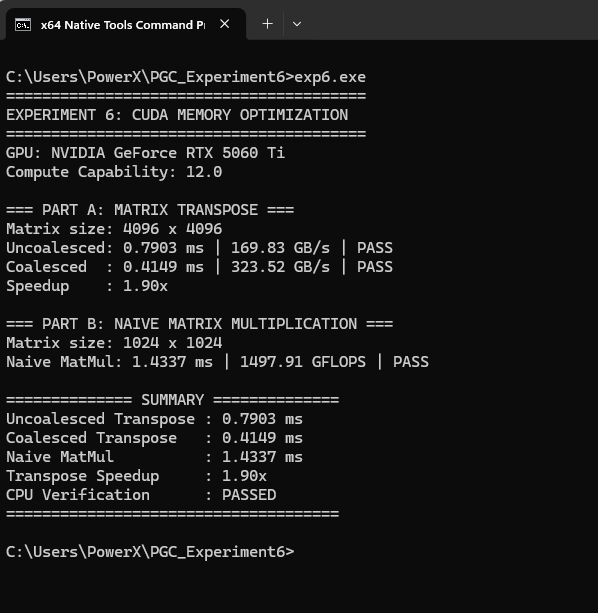 x64 Native Tools Command P
C:\Users\PowerX\PGC_Experiment6>exp6.exe
========================================
EXPERIMENT 6: CUDA MEMORY OPTIMIZATION
========================================
GPU: NVIDIA GeForce RTX 5060 Ti
Compute Capability: 12.0
=== PART A: MATRIX TRANSPOSE ===
Matrix size: 4096 x 4096
Uncoalesced: 0.7903 ms | 169.83 GB/s | PASS
Coalesced  : 0.4149 ms | 323.52 GB/s | PASS
Speedup    : 1.90x
=== PART B: NAIVE MATRIX MULTIPLICATION ===
Matrix size: 1024 x 1024
Naive MatMul: 1.4337 ms | 1497.91 GFLOPS | PASS
============== SUMMARY ==============
Uncoalesced Transpose : 0.7903 ms
Coalesced Transpose   : 0.4149 ms
Naive MatMul          : 1.4337 ms
Transpose Speedup     : 1.90x
CPU Verification      : PASSED
=====================================
C:\Users\PowerX\PGC_Experiment6>